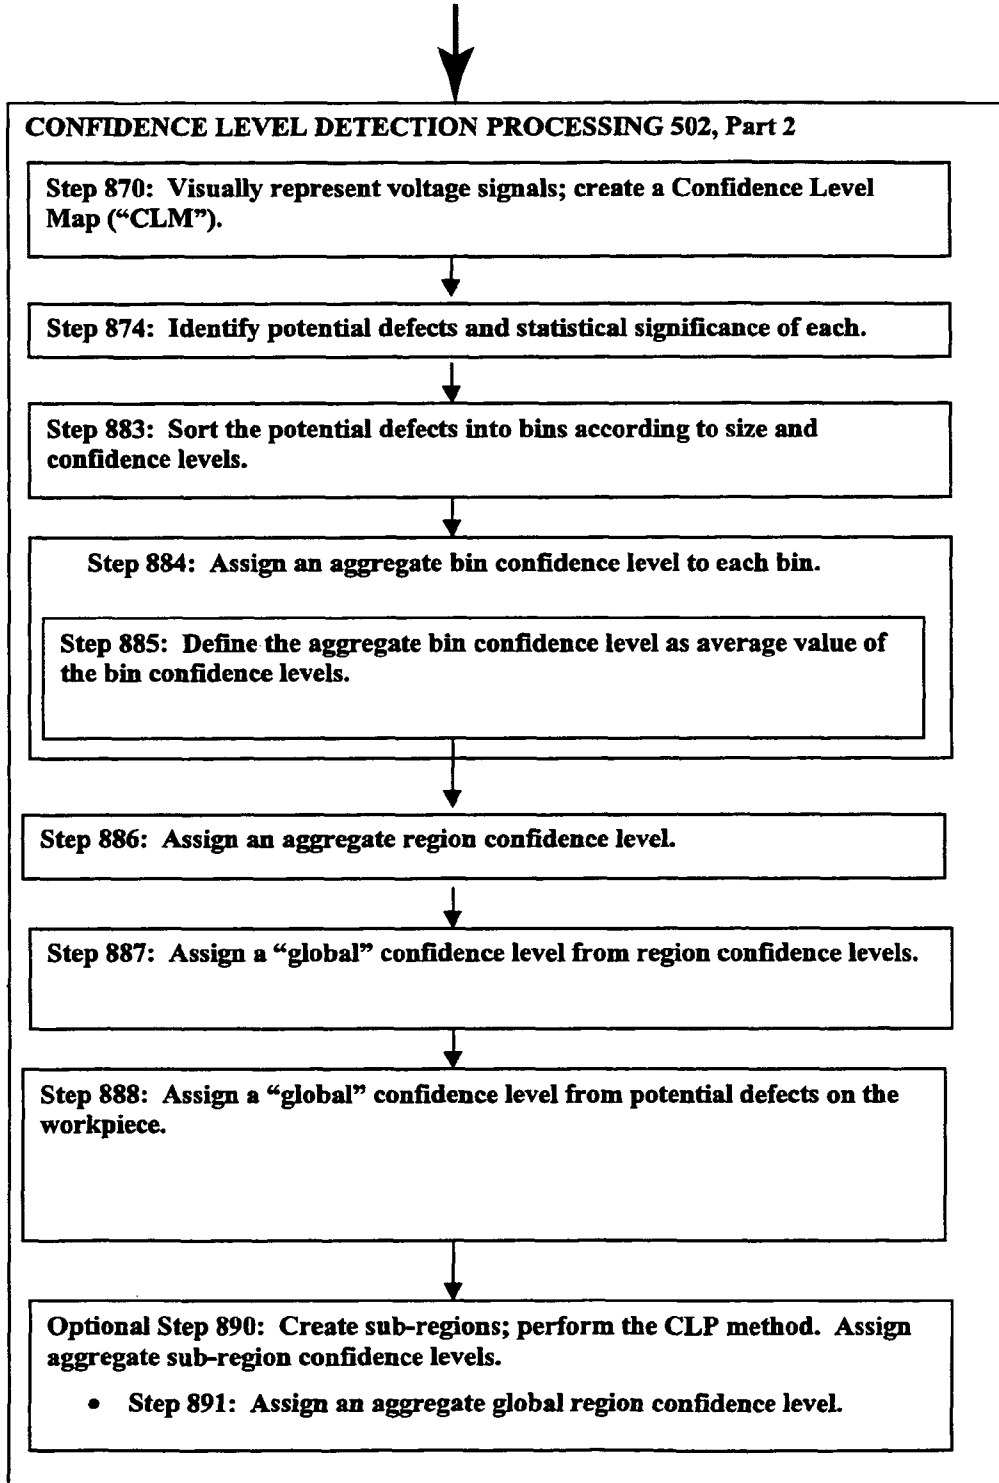 CONFIDENCE LEVEL DETECTION PROCESSING 502, Part 2
Step 870: Visually represent voltage signals; create a Confidence Level
Map (“CLM”).
Step 874: Identify potential defects and statistical significance of each.
Step 883: Sort the potential defects into bins according to size and
confidence levels.
Step 884: Assign an aggregate bin confidence level to each bin.
Step 885: Define the aggregate bin confidence level as average value of
the bin confidence levels.
Step 886: Assign an aggregate region confidence level.
Step 887: Assign a “global” confidence level from region confidence levels.
Step 888: Assign a “global” confidence level from potential defects on the
workpiece.
Optional Step 890: Create sub-regions; perform the CLP method. Assign
aggregate sub-region confidence levels.
• Step 891: Assign an aggregate global region confidence level.